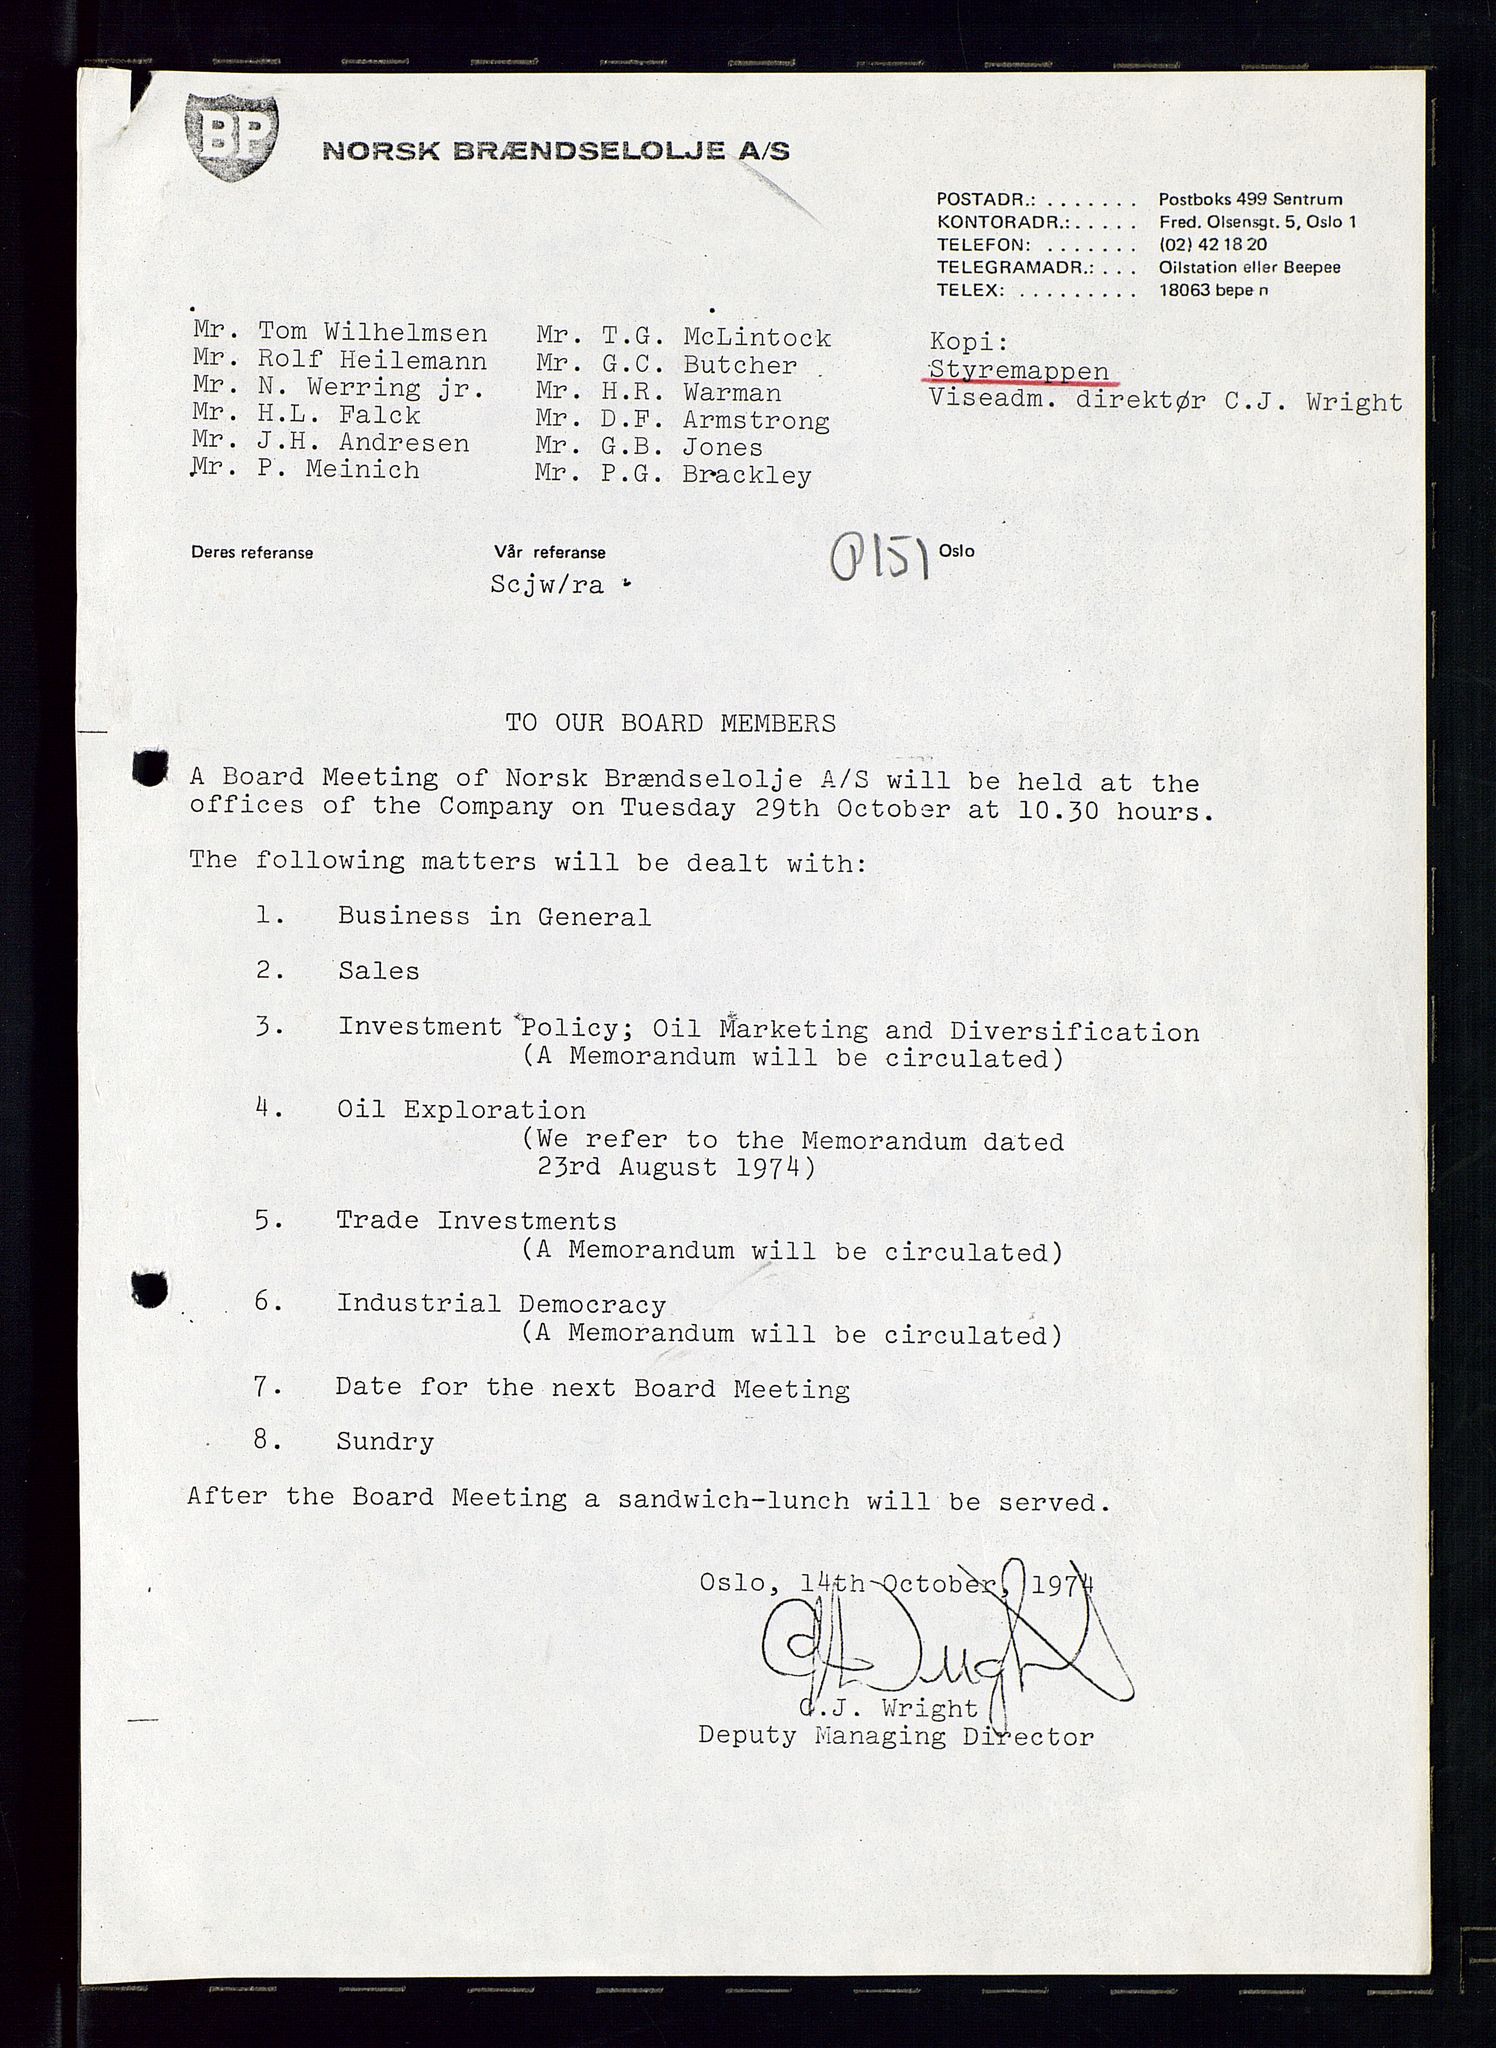 BP
NORSK BRÆNDSELOLJE A/S
POSTADR.: ....... Postboks 499 Sentrum
KONTORADR.: ..... Fred. Olsensgt. 5, Oslo 1
TELEFON: ....... (02) 42 18 20
TELEGRAMADR.: ... Oilstation eller Beepee
TELEX: ......... 18063 bepe n
Mr. Tom Wilhelmsen
Mr. Rolf Heilemann
Mr. N. Werring jr.
Mr. H.L. Falck
Mr. J.H. Andresen
Mr. P. Meinich
Mr. T.G. McLintock
Mr. G.C. Butcher
Mr. H.R. Warman
Mr. D.F. Armstrong
Mr. G.B. Jones
Mr. P.G. Brackley
Kopi:
Styremappen
Viseadm. direktør C.J. Wright
Deres referanse
Vår referanse
Scjw/ra
Oslo
TO OUR BOARD MEMBERS
A Board Meeting of Norsk Brændselolje A/S will be held at the
offices of the Company on Tuesday 29th October at 10.30 hours.
The following matters will be dealt with:
1. Business in General
2. Sales
3. Investment Policy; Oil Marketing and Diversification
(A Memorandum will be circulated)
4. Oil Exploration
(We refer to the Memorandum dated
23rd August 1974)
5. Trade Investments
(A Memorandum will be circulated)
6. Industrial Democracy
(A Memorandum will be circulated)
7. Date for the next Board Meeting
8. Sundry
After the Board Meeting a sandwich-lunch will be served.
Oslo, 14th October, 1974
C.J. Wright
Deputy Managing Director